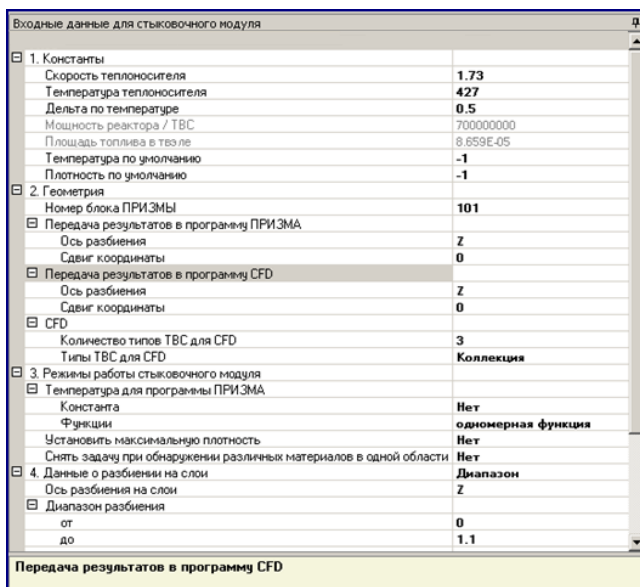 Входные данные для стыковочного модуля
1. Константы
Скорость теплоносителя 1.73
Температура теплоносителя 427
Дельта по температуре 0.5
Мощность реактора / ТВС 700000000
Площадь топлива в твэле 8.659E-05
Температура по умолчанию -1
Плотность по умолчанию -1
2. Геометрия
Номер блока ПРИЗМЫ 101
Передача результатов в программу ПРИЗМА
Ось разбиения Z
Сдвиг координаты 0
Передача результатов в программу CFD
Ось разбиения Z
Сдвиг координаты 0
CFD
Количество типов ТВС для CFD 3
Типы ТВС для CFD Коллекция
3. Режимы работы стыковочного модуля
Температура для программы ПРИЗМА
Константа Нет
Функции одномерная функция
Установить максимальную плотность Нет
Снять задачу при обнаружении различных материалов в одной области Нет
4. Данные о разбиении на слои Диапазон
Ось разбиения на слои Z
Диапазон разбиения
от 0
до 1.1
Передача результатов в программу CFD